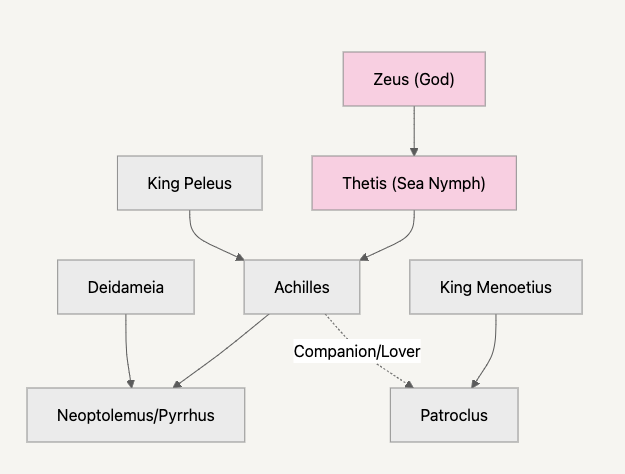 Zeus (God)
King Peleus
Thetis (Sea Nymph)
Deidameia
Achilles
King Menoetius
Companion/Lover
Neoptolemus/Pyrrhus
Patroclus